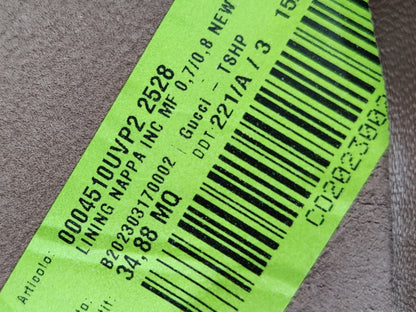 Articolo: 0004510UVP2 2528
LINING NAPPA INC MF 0,7/0,8 NEW
B202303170002 Gucci - TSHP
34,88 MQ DDT: 221/A / 3